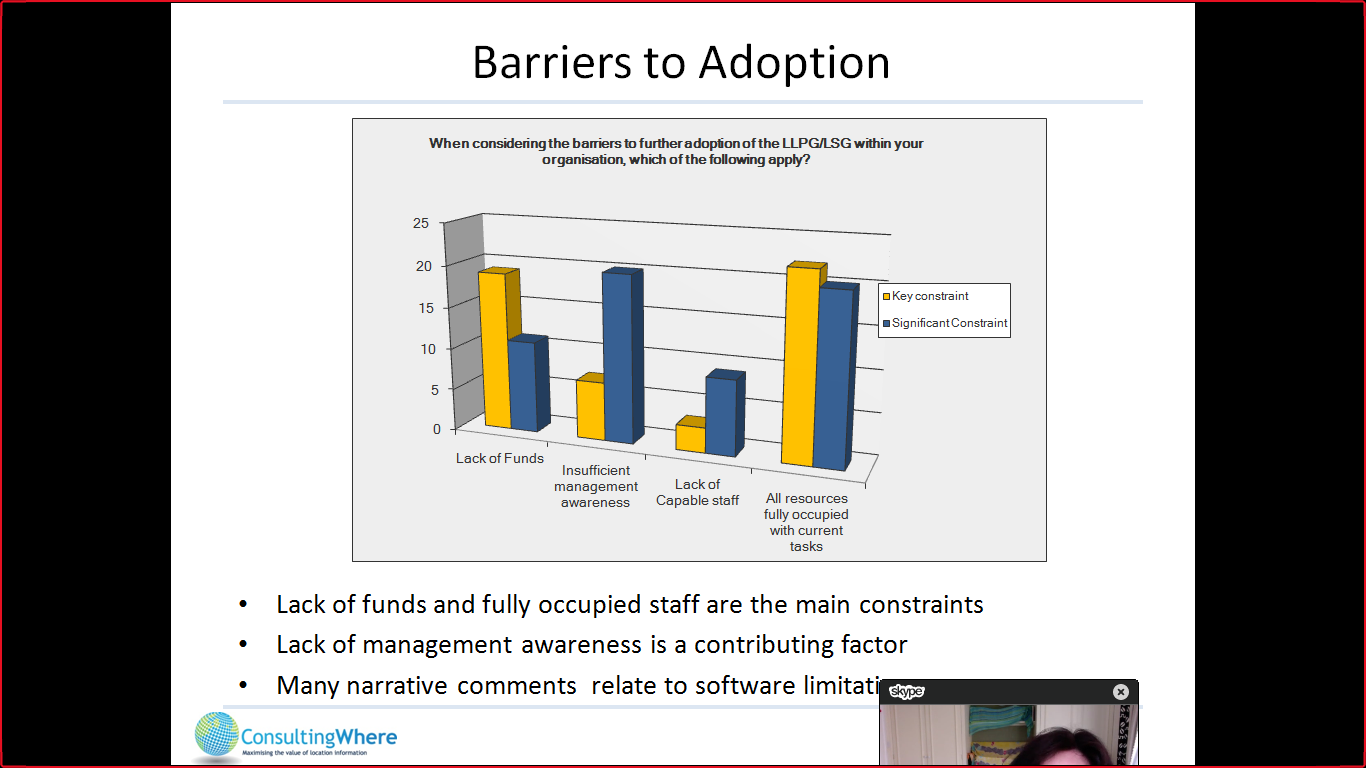 Barriers to Adoption
When considering the barriers to further adoption of the LLPG/LSG within your
organisation, which of the following apply?
25
20
15
10
5
0
Lack of Funds
Insufficient
management
awareness
Lack of
Capable staff
All resources
fully occupied
with current
tasks
Key constraint
Significant Constraint
• Lack of funds and fully occupied staff are the main constraints
• Lack of management awareness is a contributing factor
• Many narrative comments relate to software
skype
ConsultingWhere
Maximising the value of location information